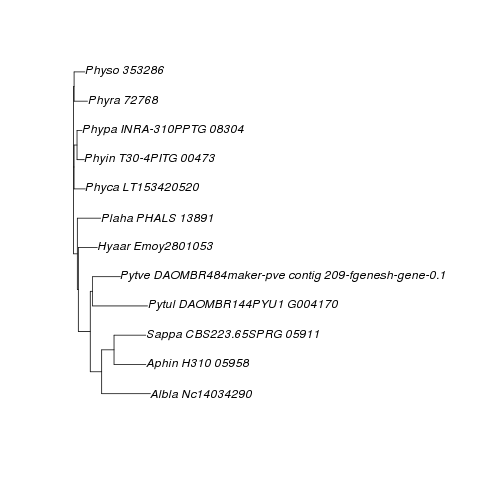 Physo 353286
Phyra 72768
Phypa INRA-310PPTG 08304
Phyin T30-4PITG 00473
Phyca LT153420520
Plaha PHALS 13891
Hyaar Emoy2801053
Pytve DAOMBR484maker-pve contig 209-fgenesh-gene-0.1
Pytul DAOMBR144PYU1 G004170
Sappa CBS223.65SPRG 05911
Aphin H310 05958
Albla Nc14034290